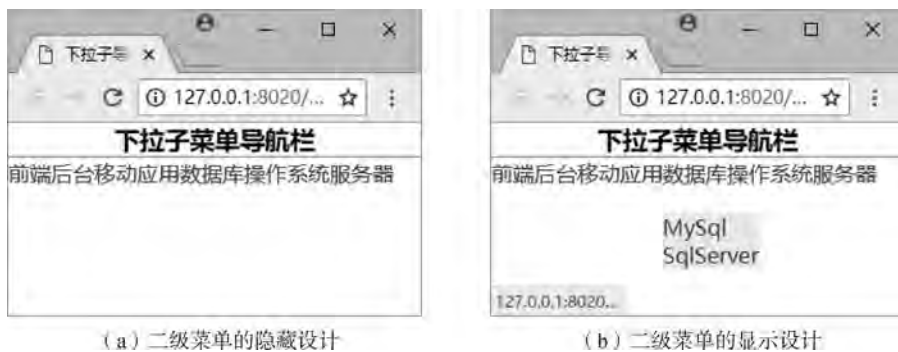 下拉子导 ×
127.0.0.1:8020/...
下拉子菜单导航栏
前端后台移动应用数据库操作系统服务器
(a)二级菜单的隐藏设计
下拉子导 ×
127.0.0.1:8020/...
下拉子菜单导航栏
前端后台移动应用数据库操作系统服务器
MySql
SqlServer
127.0.0.1:8020...
(b)二级菜单的显示设计